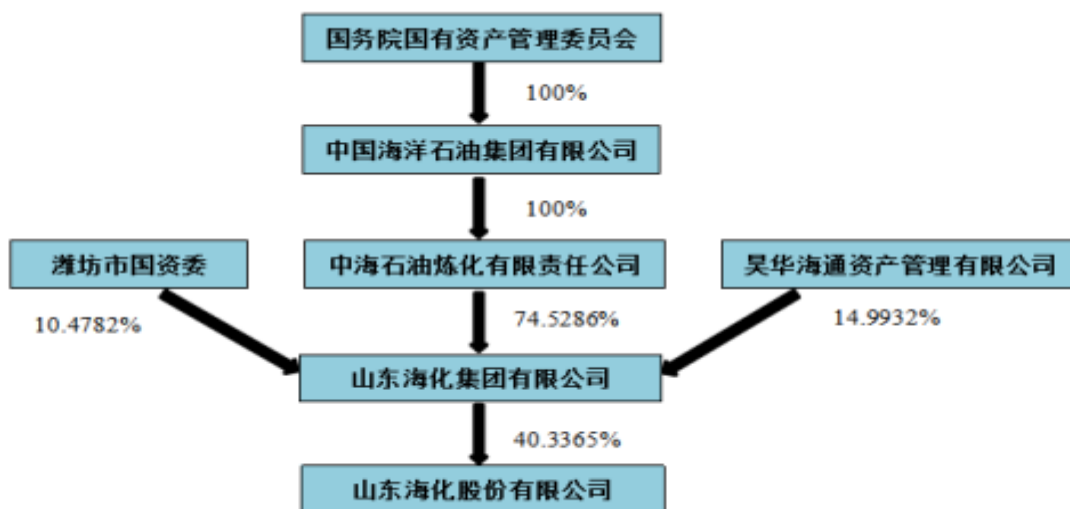 国务院国有资产管理委员会
100%
中国海洋石油集团有限公司
100%
潍坊市国资委
中海石油炼化有限责任公司
昊华海通资产管理有限公司
10.4782%
74.5286%
14.9932%
山东海化集团有限公司
40.3365%
山东海化股份有限公司